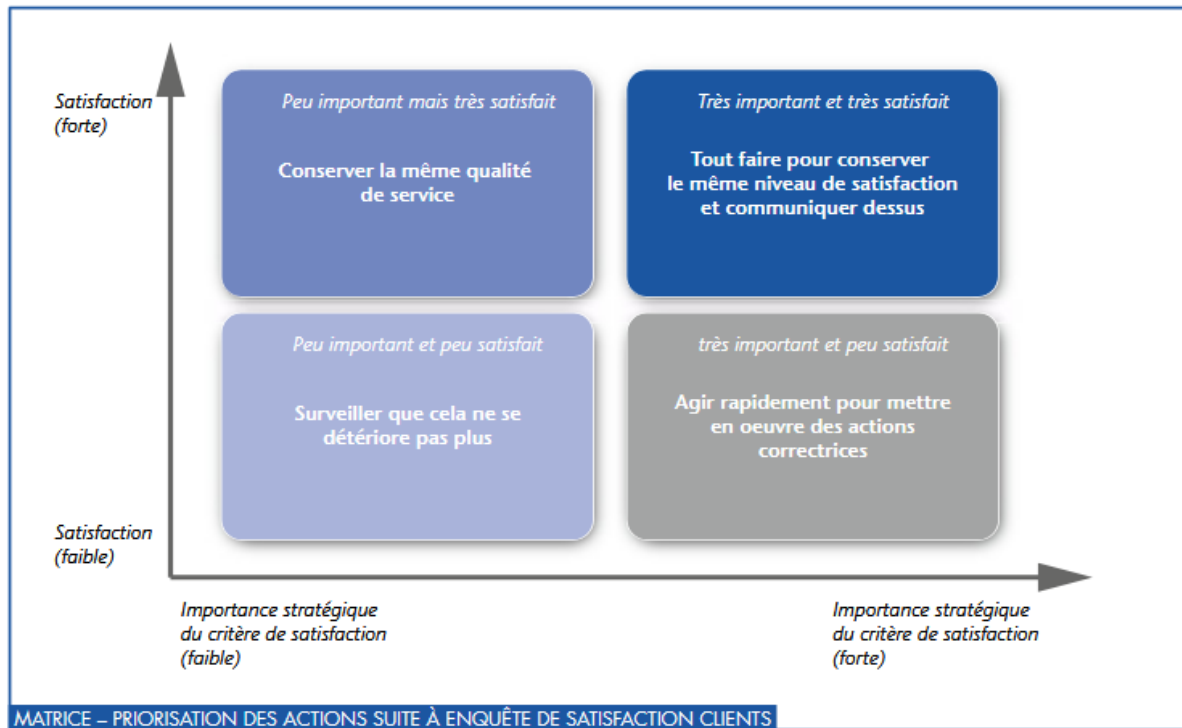 Satisfaction
(forte)
Peu important mais très satisfait
Conserver la même qualité
de service
Très important et très satisfait
Tout faire pour conserver
le même niveau de satisfaction
et communiquer dessus
Peu important et peu satisfait
Surveiller que cela ne se
détériore pas plus
très important et peu satisfait
Agir rapidement pour mettre
en oeuvre des actions
correctrices
Satisfaction
(faible)
Importance stratégique
du critère de satisfaction
(faible)
Importance stratégique
du critère de satisfaction
(forte)
MATRICE – PRIORISATION DES ACTIONS SUITE À ENQUÊTE DE SATISFACTION CLIENTS